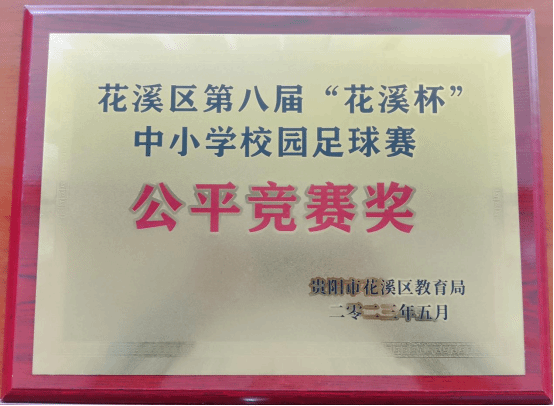 花溪区第八届“花溪杯”
中小学校园足球赛
公平竞赛奖
贵阳市花溪区教育局
二零二三年五月